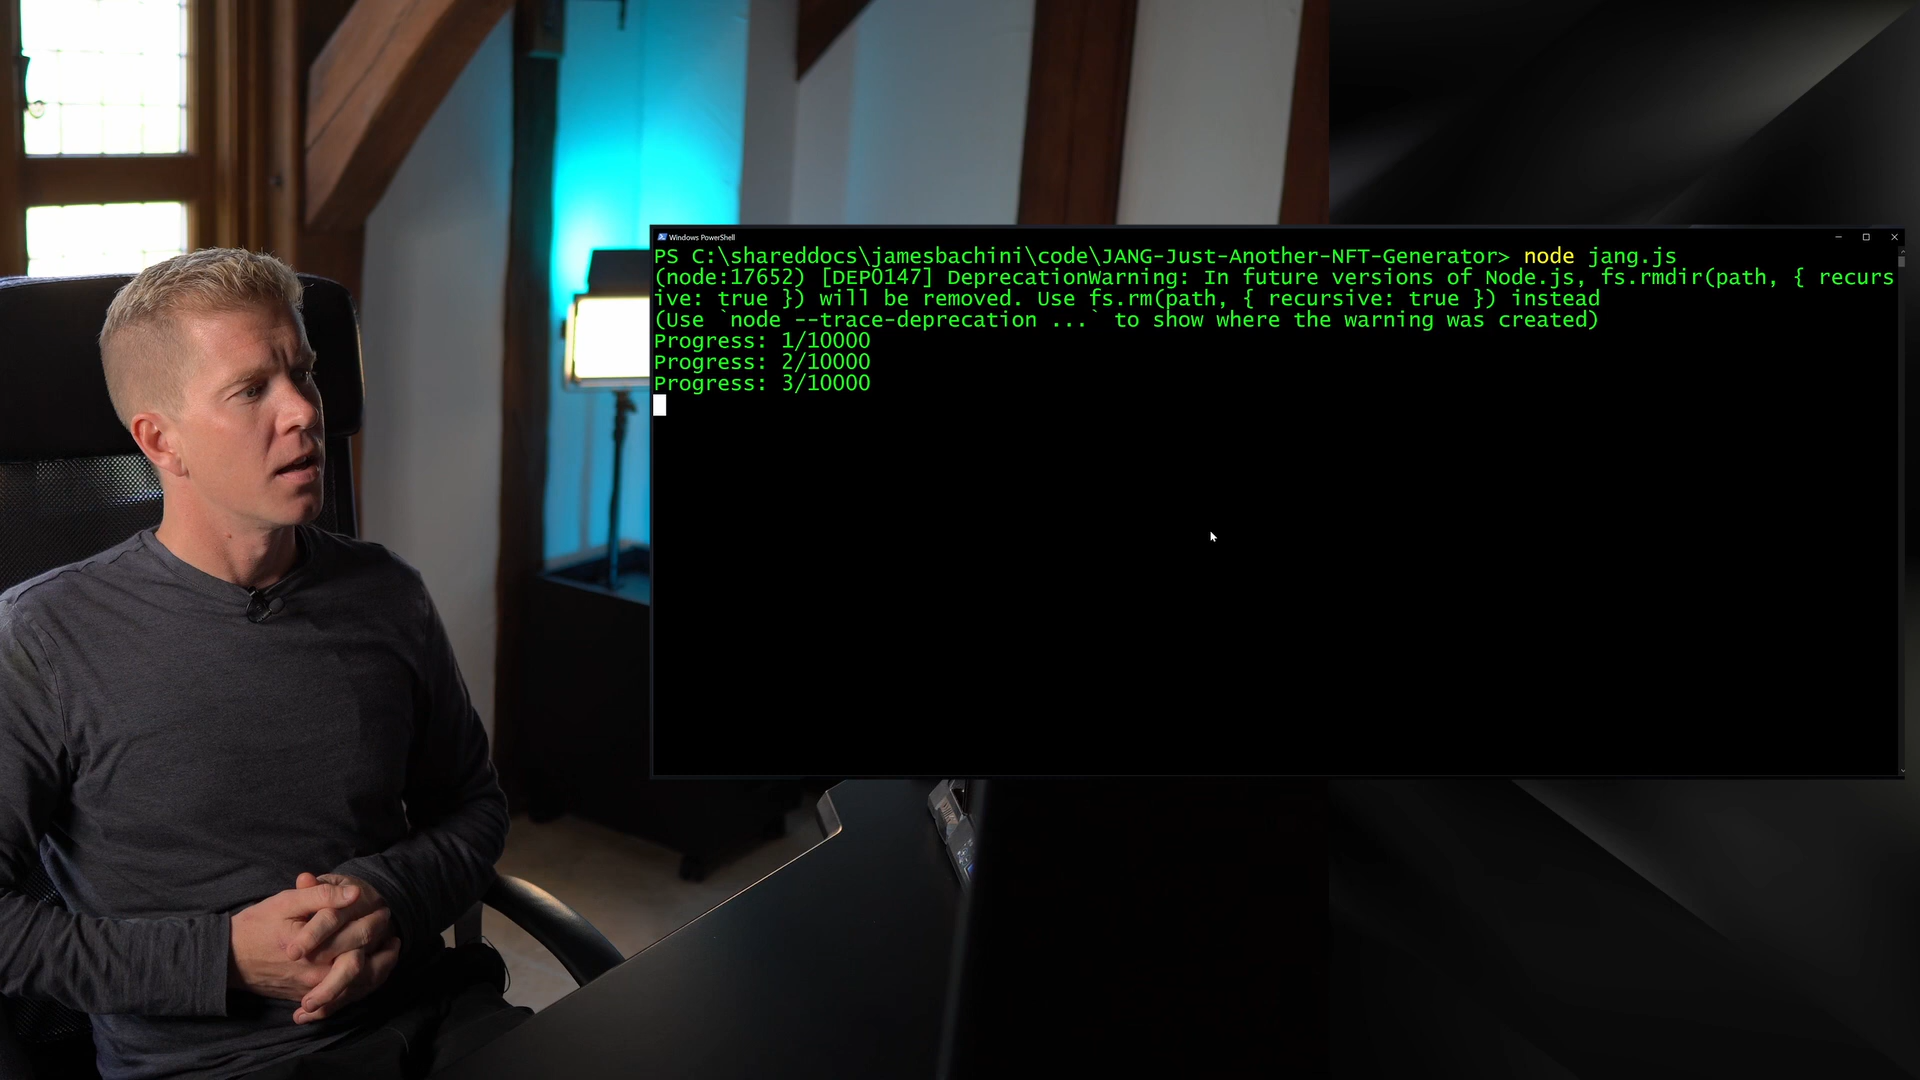 Windows PowerShell
PS C:\shareddocs\jamesbachini\code\JANG-Just-Another-NFT-Generator> node jang.js
(node:17652) [DEP0147] DeprecationWarning: In future versions of Node.js, fs.rmdir(path, { recurs
ive: true }) will be removed. Use fs.rm(path, { recursive: true }) instead
(Use `node --trace-deprecation ...` to show where the warning was created)
Progress: 1/10000
Progress: 2/10000
Progress: 3/10000